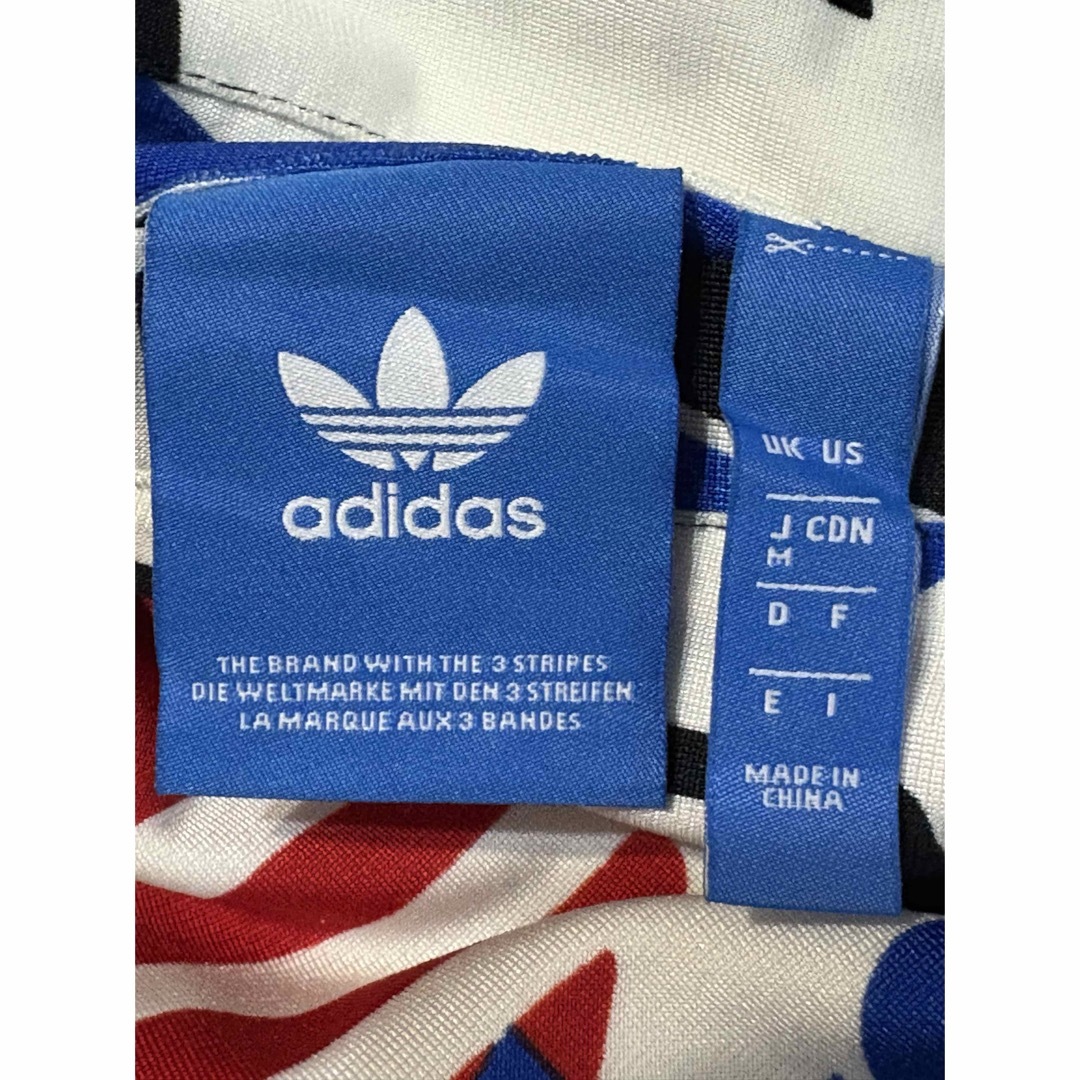 adidas
THE BRAND WITH THE 3 STRIPES
DIE WELTMARKE MIT DEN 3 STREIFEN
LA MARQUE AUX 3 BANDES
UK US
J CDN
M
D F
E I
MADE IN
CHINA